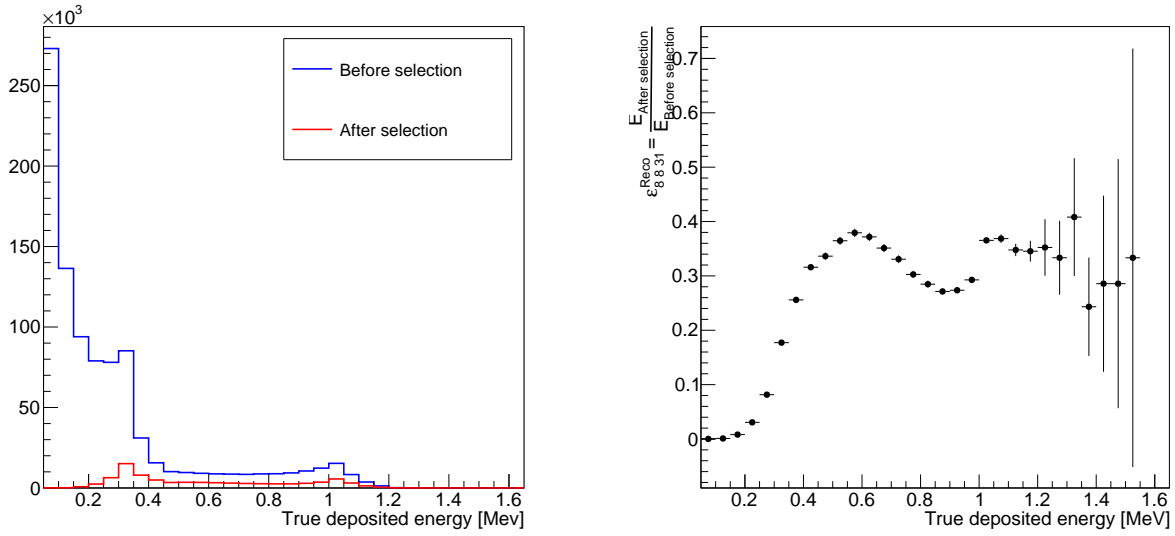 ×10³
250
200
150
100
50
0
Before selection
After selection
0.2 0.4 0.6 0.8 1 1.2 1.4 1.6
True deposited energy [Mev]
ε^Reco_8 8 31 = E_After selection / E_Before selection
0.7
0.6
0.5
0.4
0.3
0.2
0.1
0
0.2 0.4 0.6 0.8 1 1.2 1.4 1.6
True deposited energy [MeV]